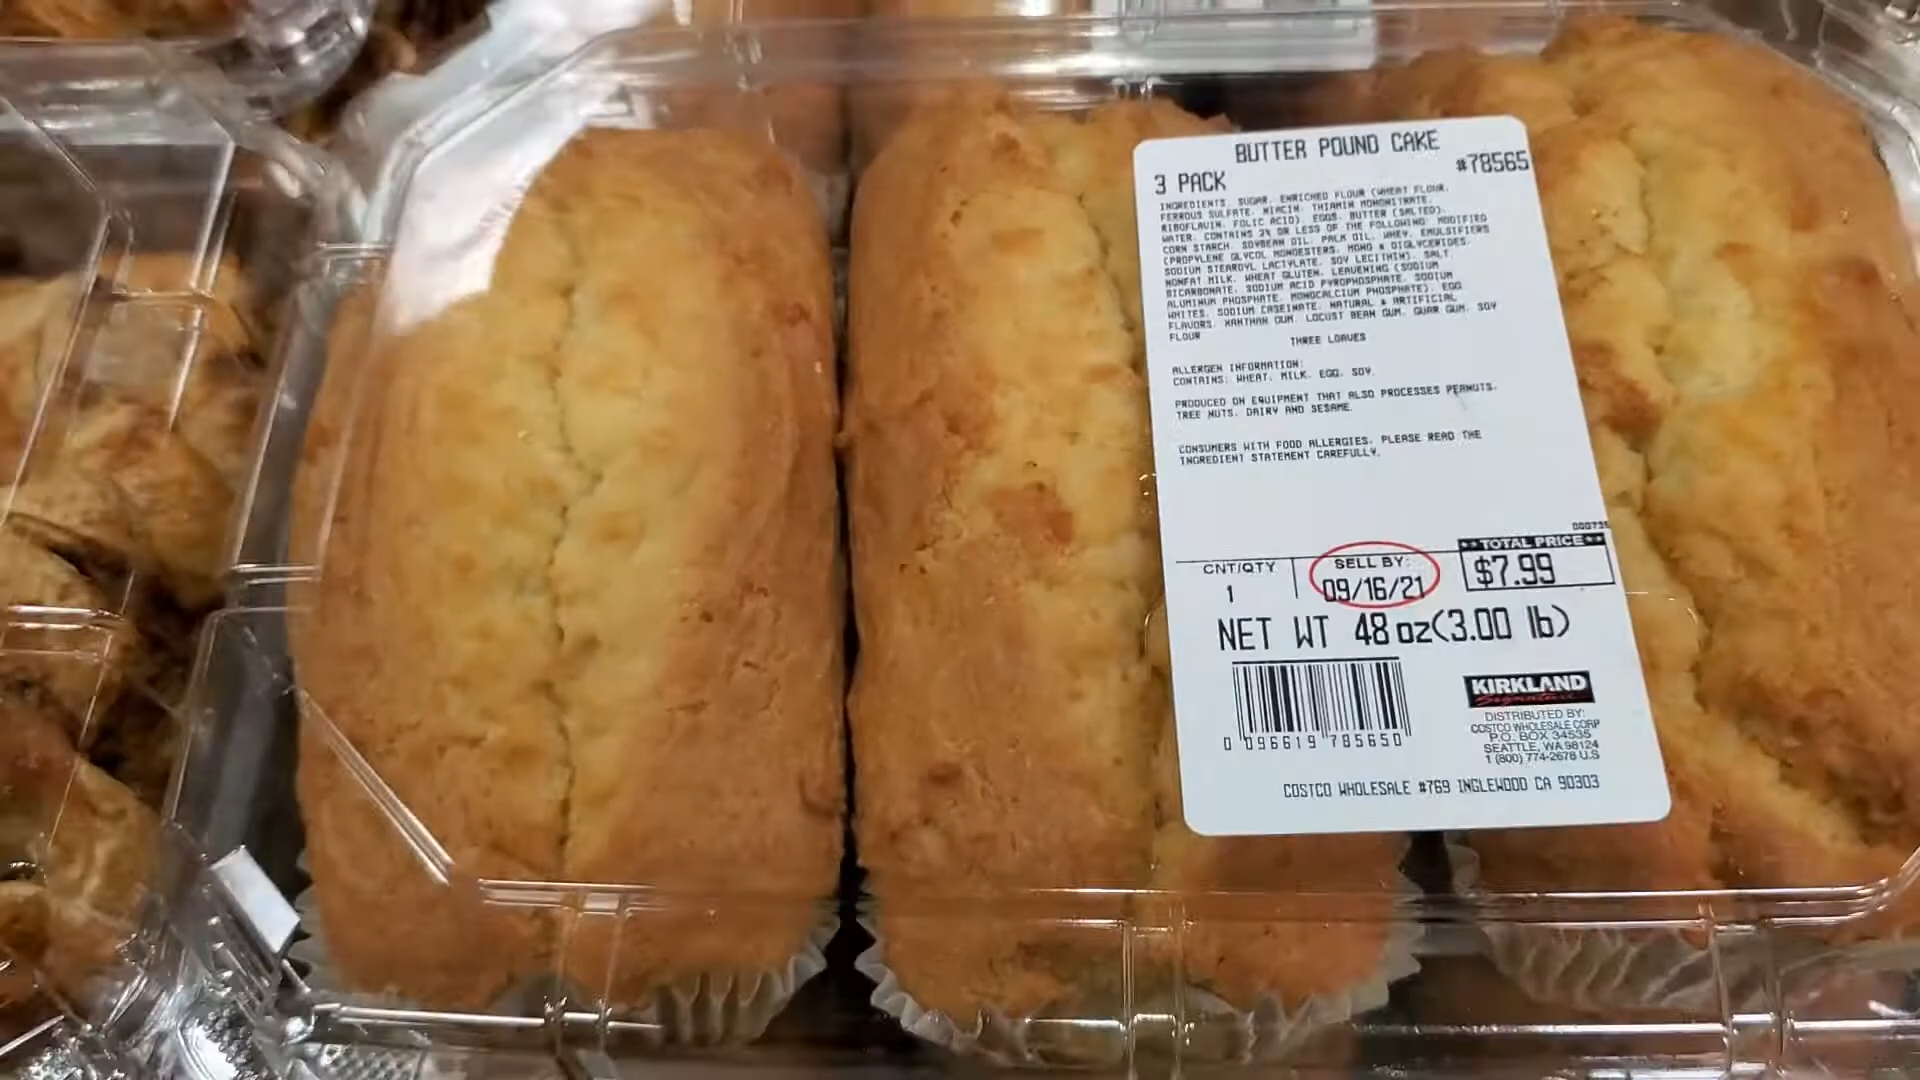 BUTTER POUND CAKE
#78565
3 PACK
INGREDIENTS. SUGAR. ENRICHED FLOUR (WHEAT FLOUR.
FERROUS SULFATE. NIACIN. THIAMIN MONONITRATE.
RIBOFLAVIN. FOLIC ACID). EGGS. BUTTER (SALTED).
WATER. CONTAINS 2% OR LESS OF THE FOLLOWING: MODIFIED
CORN STARCH. SOYBEAN OIL. PALM OIL. WHEY. EMULSIFIERS
(PROPYLENE GLYCOL MONOESTERS. MONO & DIGLYCERIDES.
SODIUM STEAROYL LACTYLATE. SOY LECITHIN). SALT.
NONFAT MILK. WHEAT GLUTEN. LEAVENING (SODIUM
BICARBONATE. SODIUM ACID PYROPHOSPHATE. SODIUM
ALUMINUM PHOSPHATE. MONOCALCIUM PHOSPHATE). EGG
WHITES. SODIUM CASEINATE. NATURAL & ARTIFICIAL
FLAVORS. XANTHAN GUM. LOCUST BEAN GUM. GUAR GUM. SOY
FLOUR
THREE LOAVES
ALLERGEN INFORMATION:
CONTAINS: WHEAT. MILK. EGG. SOY.
PRODUCED ON EQUIPMENT THAT ALSO PROCESSES PEANUTS.
TREE NUTS. DAIRY AND SESAME.
CONSUMERS WITH FOOD ALLERGIES. PLEASE READ THE
INGREDIENT STATEMENT CAREFULLY.
CNT/QTY
1
SELL BY:
09/16/21
**TOTAL PRICE**
$7.99
NET WT 48 oz(3.00 lb)
0 096619 785650
KIRKLAND
Signature
DISTRIBUTED BY:
COSTCO WHOLESALE CORP
P.O. BOX 34535
SEATTLE, WA 98124
1 (800) 774-2678 U.S
COSTCO WHOLESALE #769 INGLEWOOD CA 90303